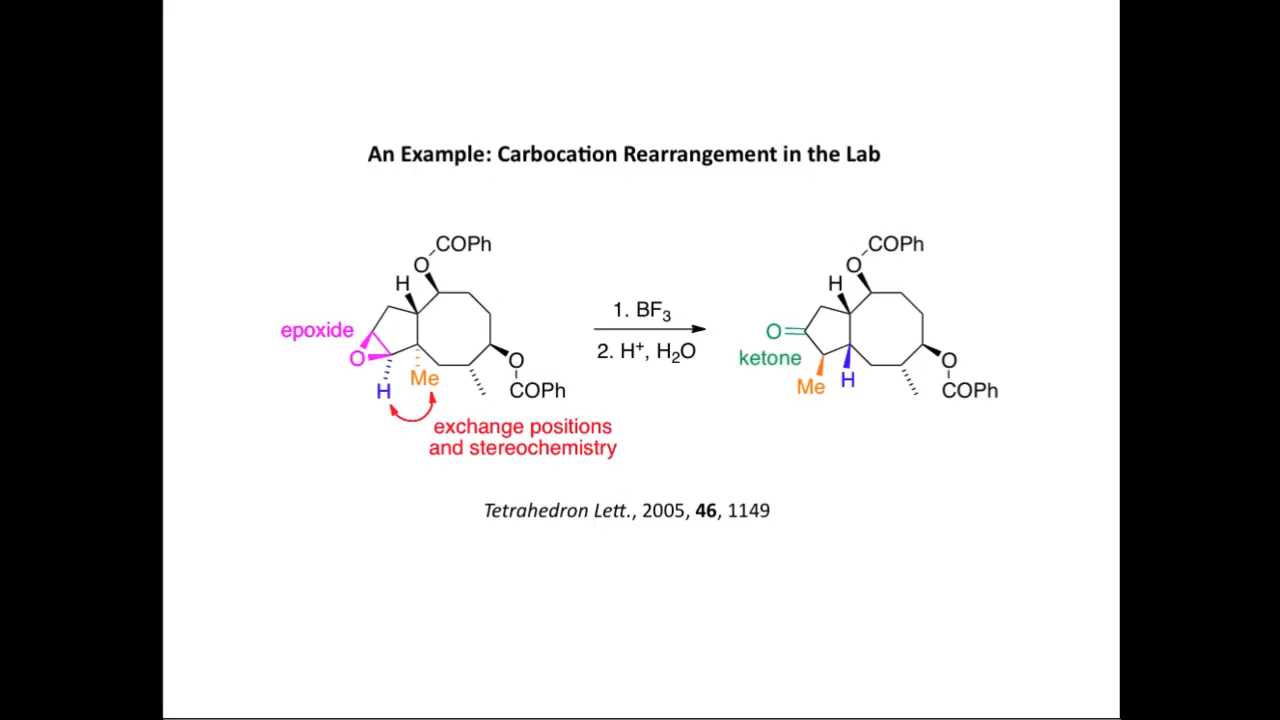 An Example: Carbocation Rearrangement in the Lab
COPh
O
H
epoxide
O
H
Me
O
COPh
exchange positions
and stereochemistry
1. BF3
2. H+, H2O
COPh
O
H
O
ketone
Me
H
O
COPh
Tetrahedron Lett., 2005, 46, 1149